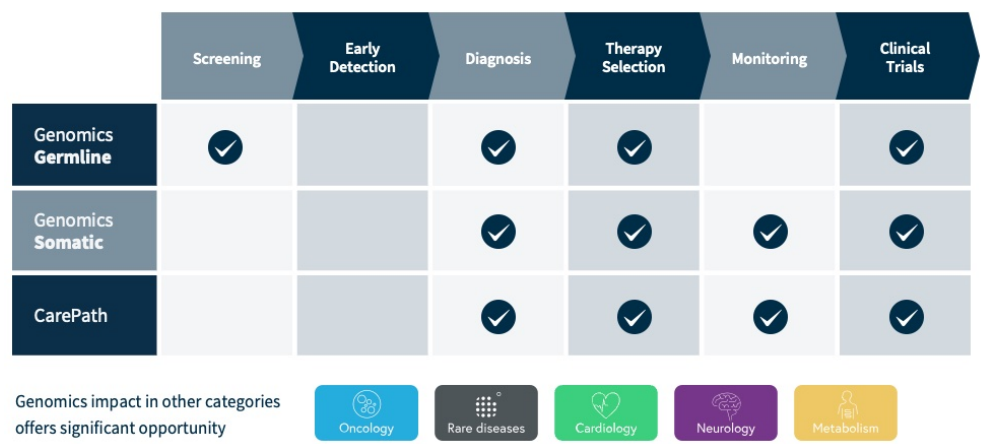 Screening
Early
Detection
Diagnosis
Therapy
Selection
Monitoring
Clinical
Trials
Genomics
Germline
Genomics
Somatic
CarePath
Genomics impact in other categories
offers significant opportunity
Oncology
Rare diseases
Cardiology
Neurology
Metabolism